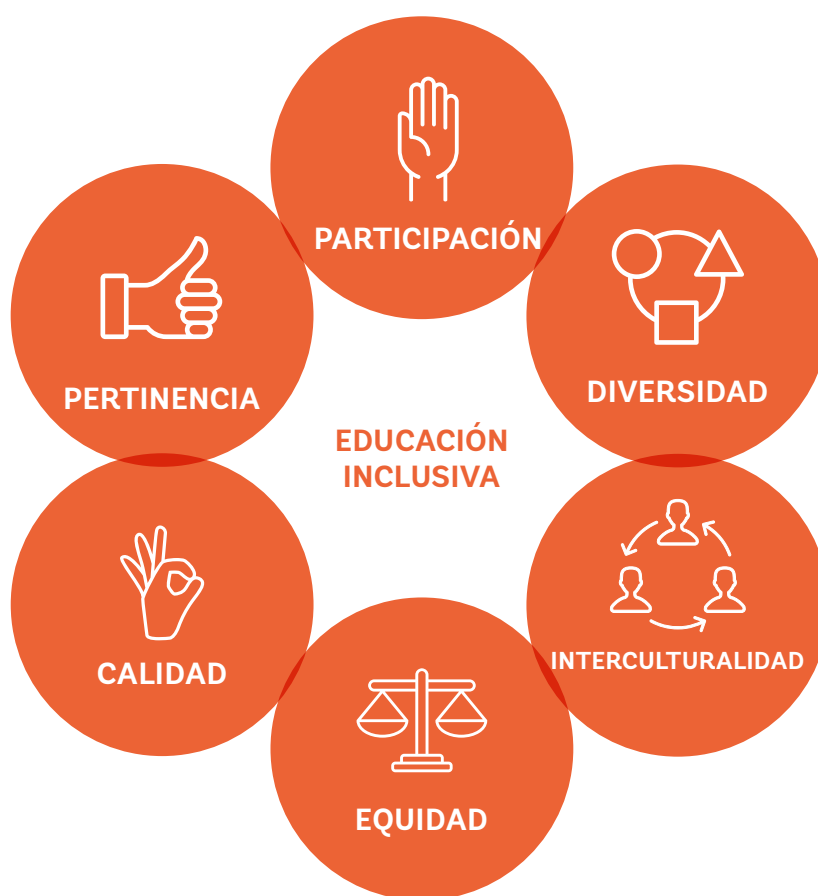 PARTICIPACIÓN
DIVERSIDAD
INTERCULTURALIDAD
EQUIDAD
CALIDAD
PERTINENCIA
EDUCACIÓN
INCLUSIVA